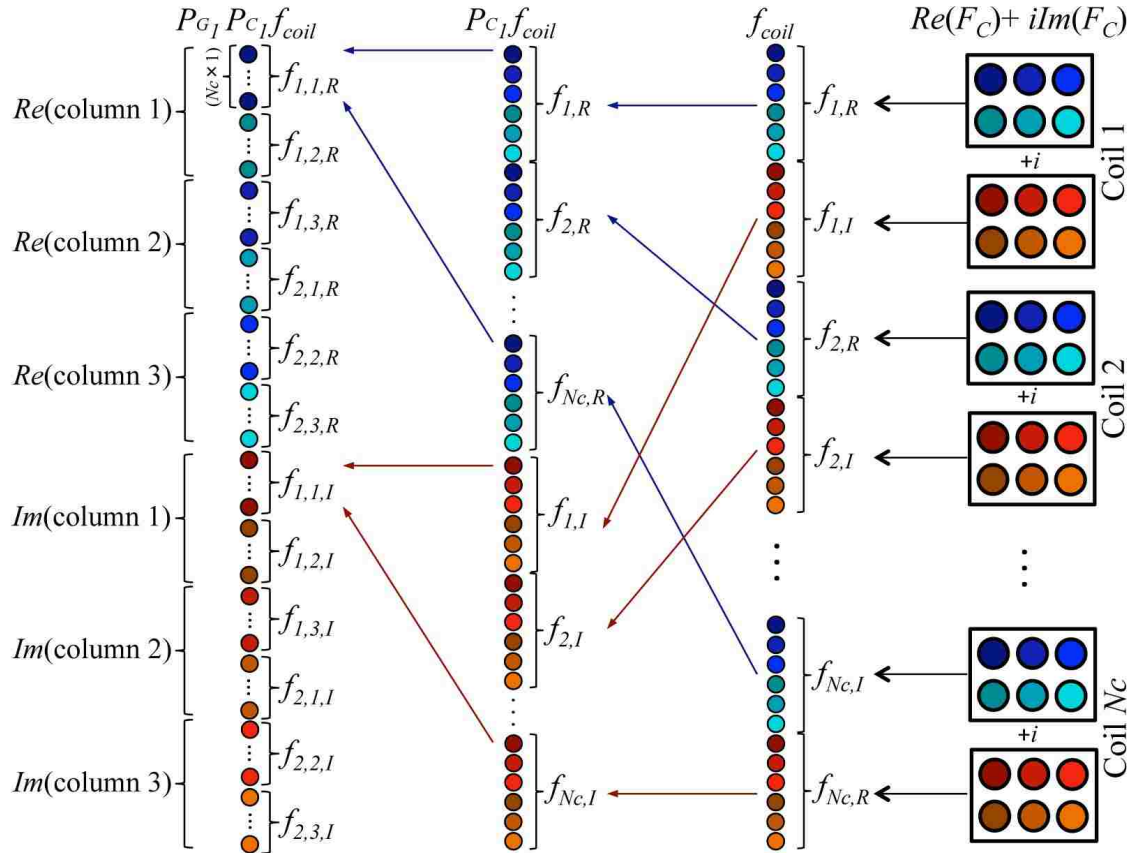 P_{G_1} P_{C_1} f_{coil}
P_{C_1} f_{coil}
f_{coil}
Re(F_C)+ iIm(F_C)
(Nc×1)
Re(column 1)
Re(column 2)
Re(column 3)
Im(column 1)
Im(column 2)
Im(column 3)
f_{1,1,R}
f_{1,2,R}
f_{1,3,R}
f_{2,1,R}
f_{2,2,R}
f_{2,3,R}
f_{1,1,I}
f_{1,2,I}
f_{1,3,I}
f_{2,1,I}
f_{2,2,I}
f_{2,3,I}
f_{1,R}
f_{2,R}
f_{Nc,R}
f_{1,I}
f_{2,I}
f_{Nc,I}
f_{1,R}
f_{1,I}
f_{2,R}
f_{2,I}
f_{Nc,I}
f_{Nc,R}
+i
Coil 1
+i
Coil 2
+i
Coil Nc